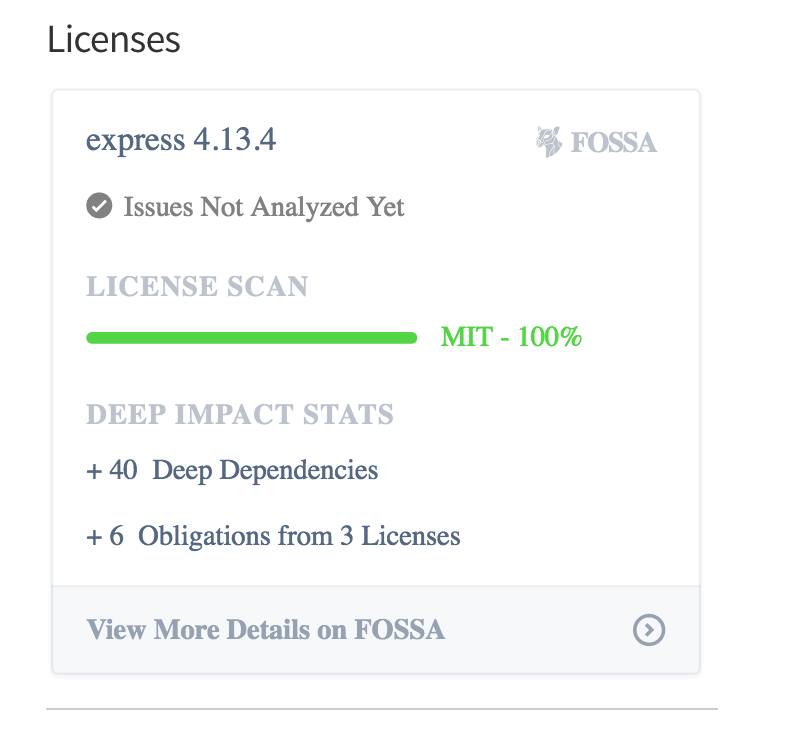 Licenses
express 4.13.4
FOSSA
Issues Not Analyzed Yet
LICENSE SCAN
MIT - 100%
DEEP IMPACT STATS
+ 40 Deep Dependencies
+ 6 Obligations from 3 Licenses
View More Details on FOSSA